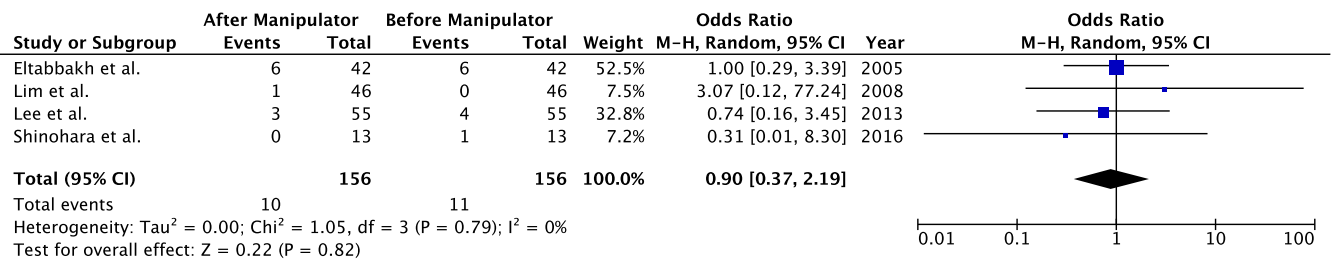 After Manipulator Before Manipulator Odds Ratio Odds Ratio
Study or Subgroup Events Total Events Total Weight M-H, Random, 95% CI Year M-H, Random, 95% CI
Eltabbakh et al. 6 42 6 42 52.5% 1.00 [0.29, 3.39] 2005
Lim et al. 1 46 0 46 7.5% 3.07 [0.12, 77.24] 2008
Lee et al. 3 55 4 55 32.8% 0.74 [0.16, 3.45] 2013
Shinohara et al. 0 13 1 13 7.2% 0.31 [0.01, 8.30] 2016
Total (95% CI) 156 156 100.0% 0.90 [0.37, 2.19]
Total events 10 11
Heterogeneity: Tau² = 0.00; Chi² = 1.05, df = 3 (P = 0.79); I² = 0%
Test for overall effect: Z = 0.22 (P = 0.82)
0.01 0.1 1 10 100